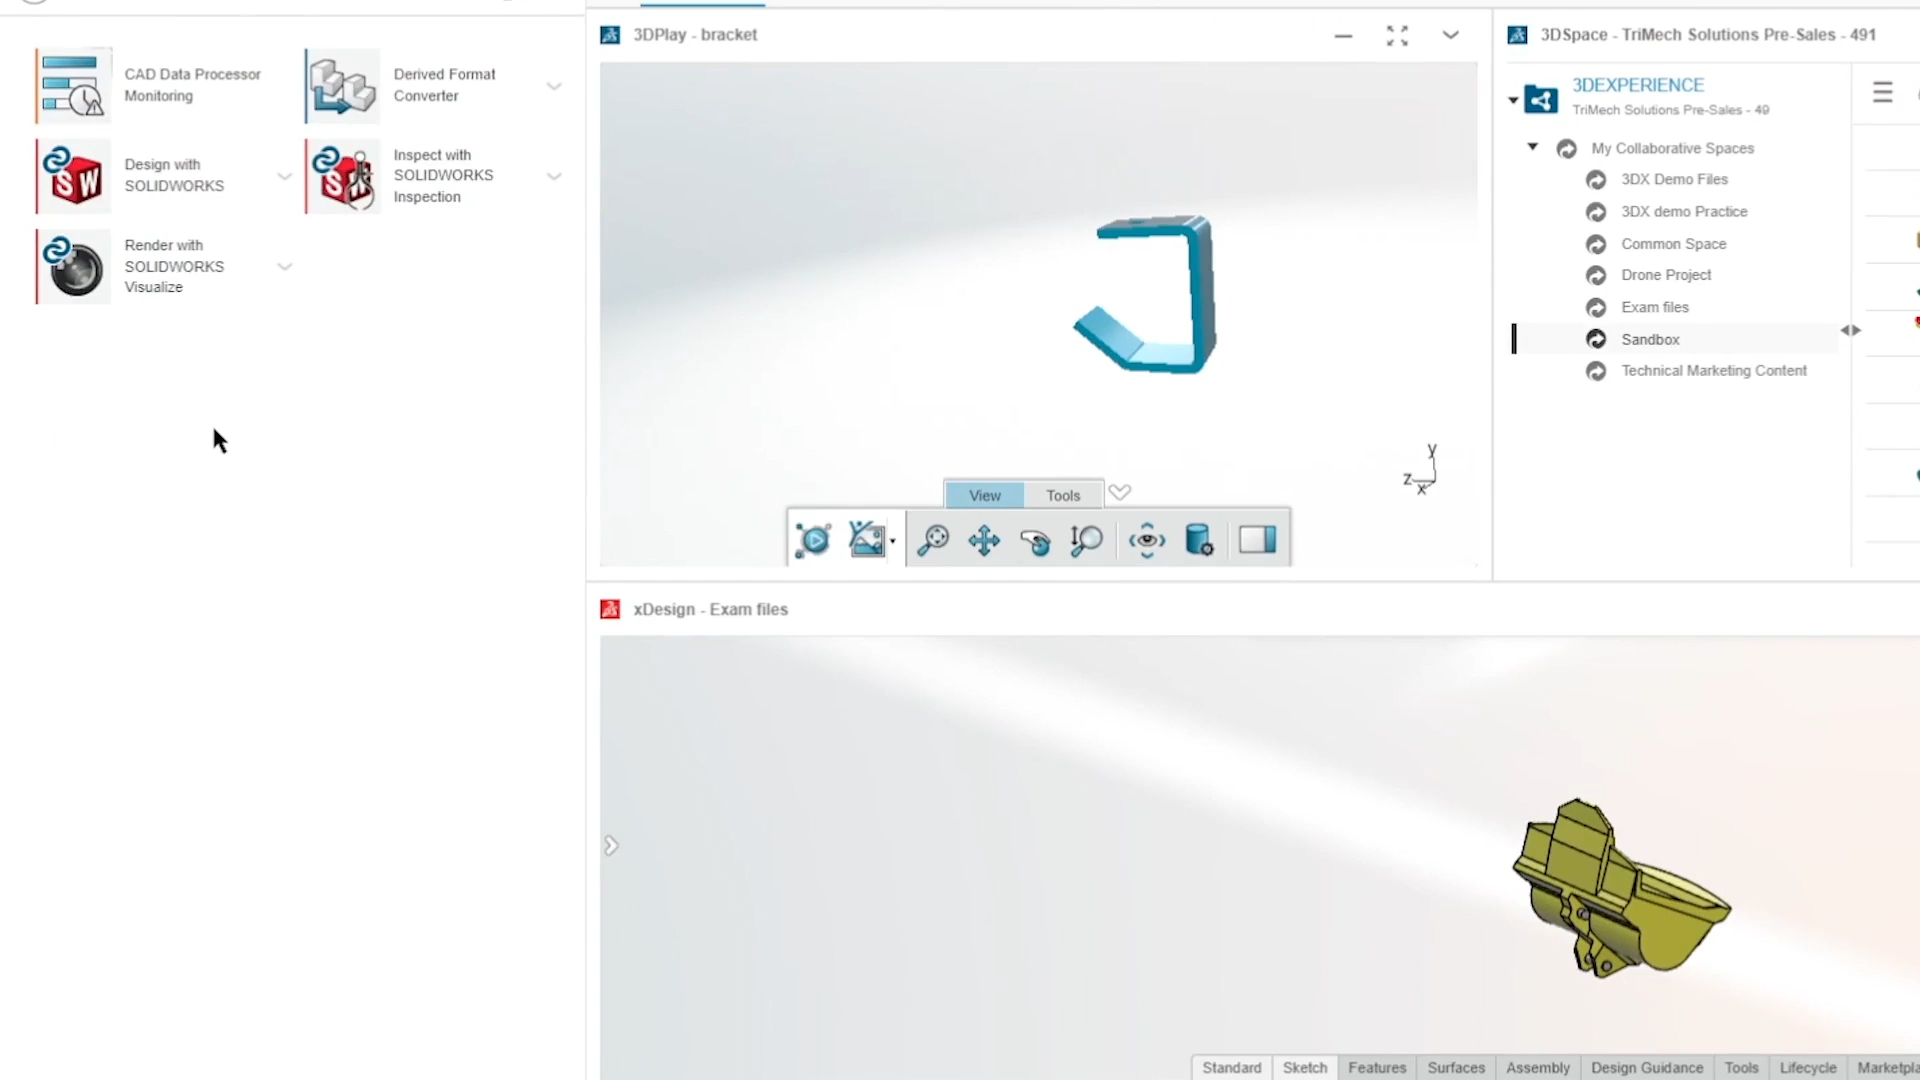 CAD Data Processor
Monitoring
Derived Format
Converter
Design with
SOLIDWORKS
Inspect with
SOLIDWORKS
Inspection
Render with
SOLIDWORKS
Visualize
3DPlay - bracket
y
z
x
View
Tools
3DSpace - TriMech Solutions Pre-Sales - 491
3DEXPERIENCE
TriMech Solutions Pre-Sales - 49
My Collaborative Spaces
3DX Demo Files
3DX demo Practice
Common Space
Drone Project
Exam files
Sandbox
Technical Marketing Content
xDesign - Exam files
Standard
Sketch
Features
Surfaces
Assembly
Design Guidance
Tools
Lifecycle
Marketpla